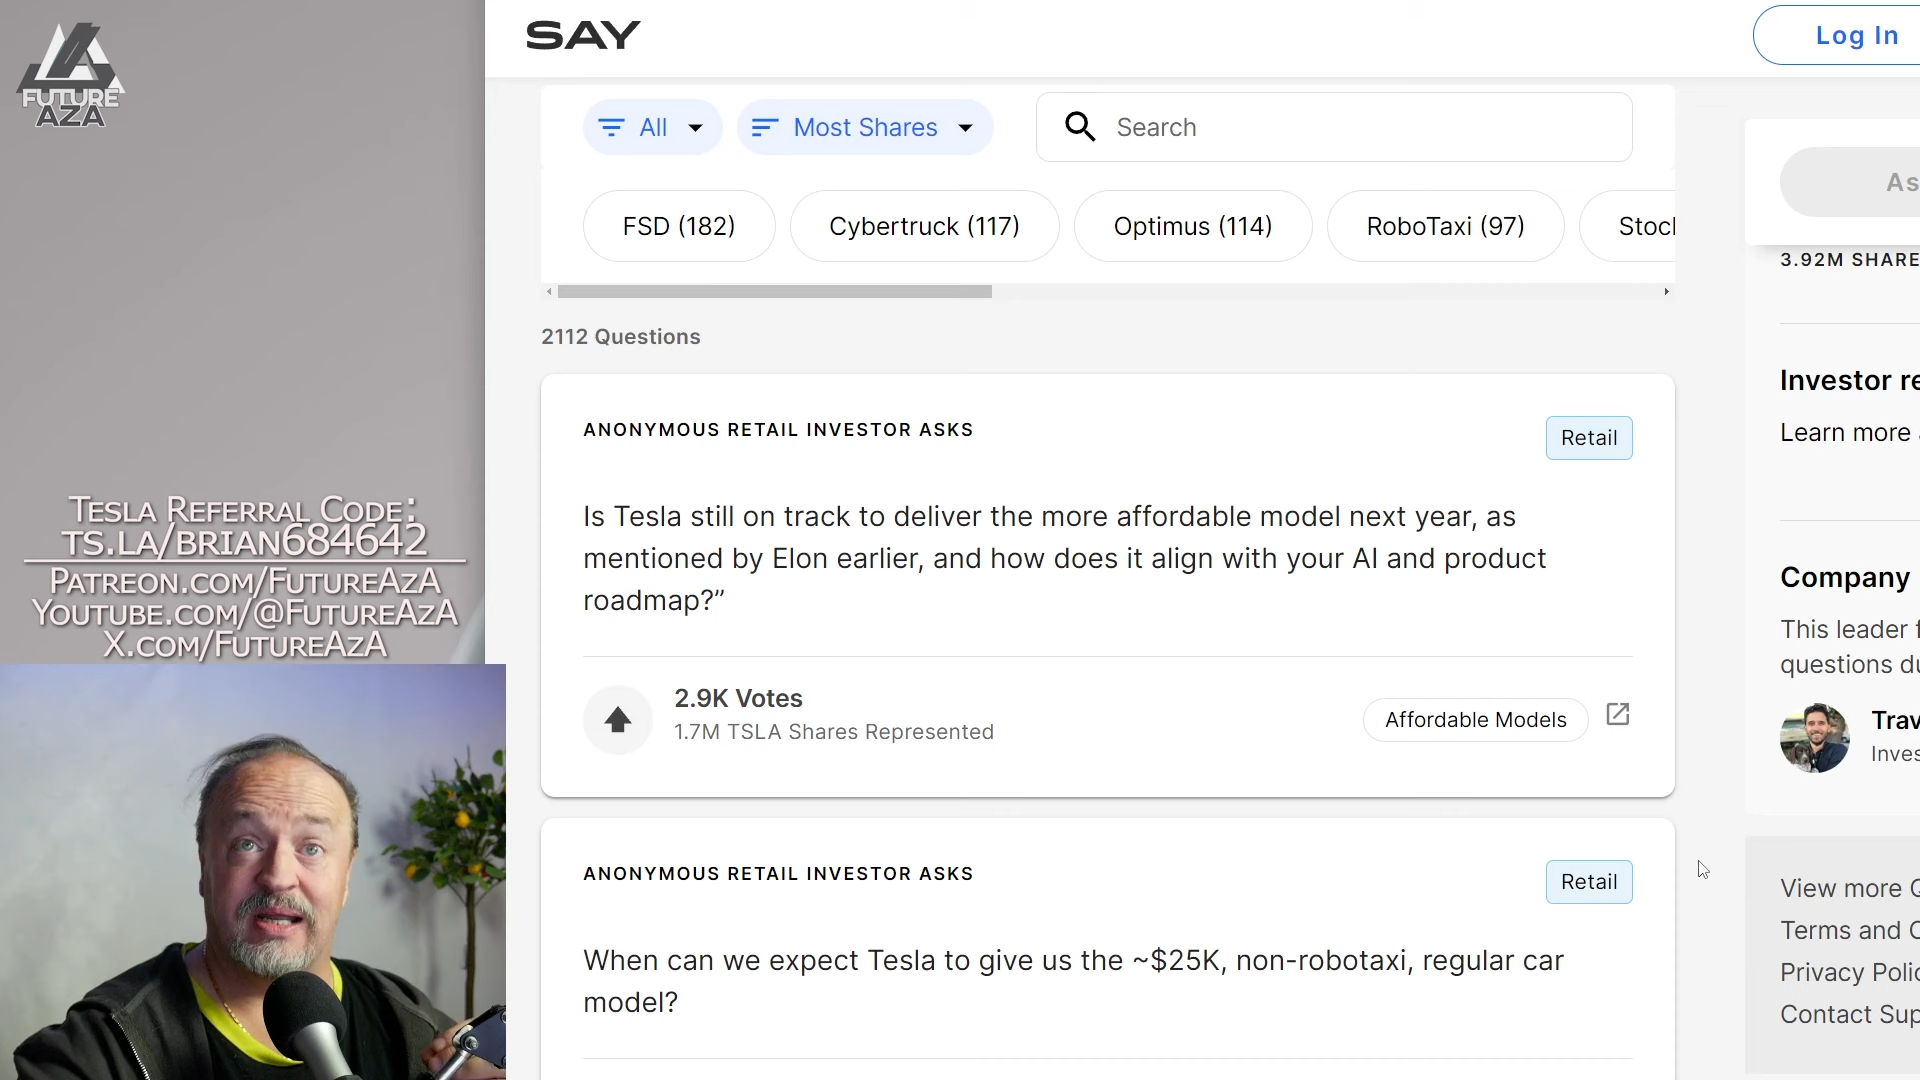 FUTURE
AZA
SAY
Log In
All
Most Shares
Search
FSD (182)
Cybertruck (117)
Optimus (114)
RoboTaxi (97)
2112 Questions
3.92M SHARE
ANONYMOUS RETAIL INVESTOR ASKS
Retail
Is Tesla still on track to deliver the more affordable model next year, as
mentioned by Elon earlier, and how does it align with your AI and product
roadmap?”
2.9K Votes
1.7M TSLA Shares Represented
Affordable Models
ANONYMOUS RETAIL INVESTOR ASKS
Retail
When can we expect Tesla to give us the ~$25K, non-robotaxi, regular car
model?
Investor
Learn more
Company
This leader
questions
View more
Terms and
Privacy
Contact
Tesla Referral Code:
ts.la/brian684642
Patreon.com/FutureAzA
Youtube.com/@FutureAzA
X.com/FutureAzA